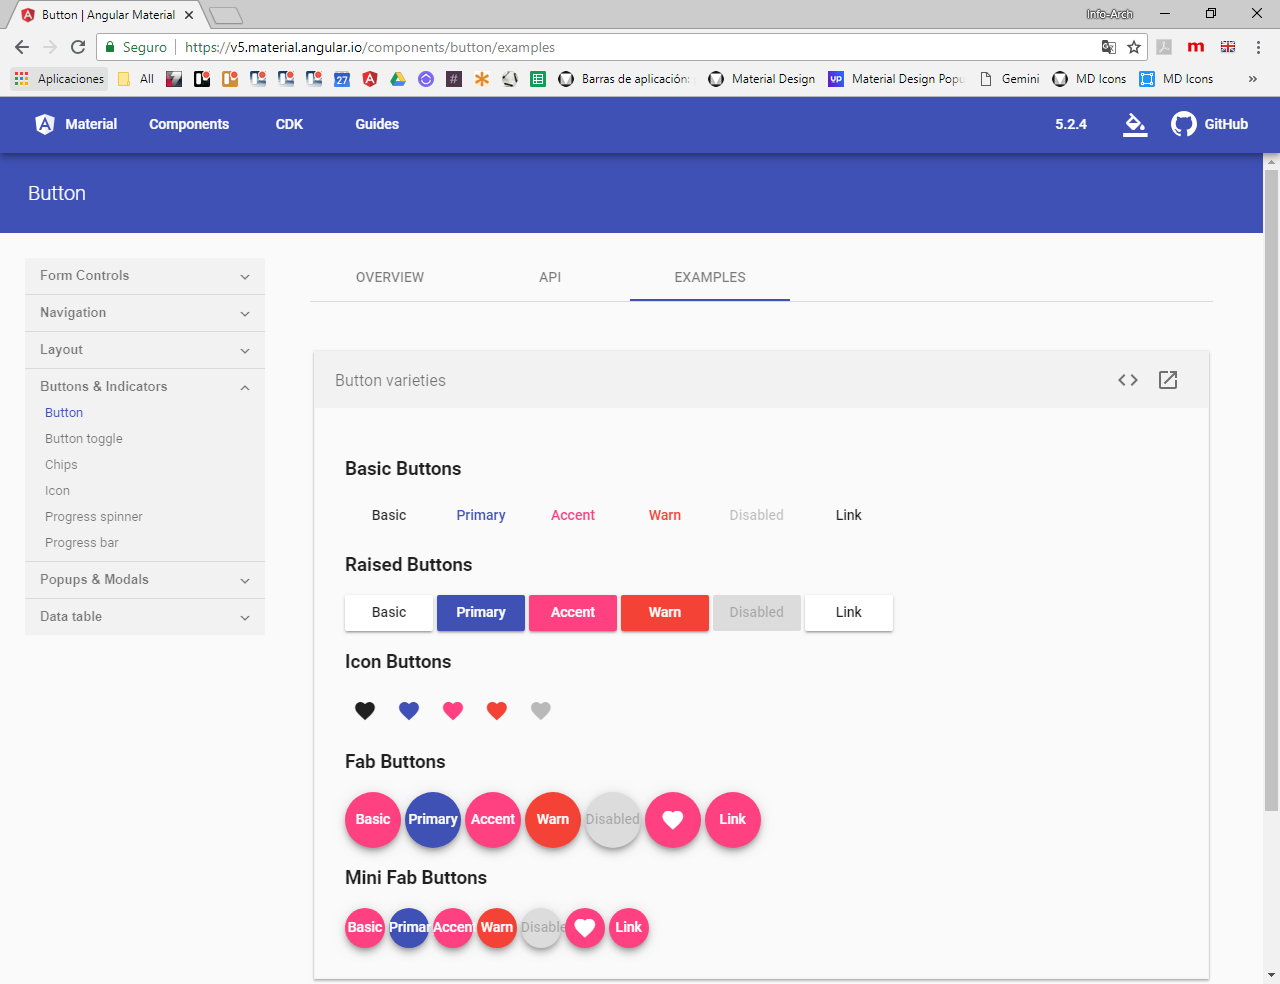 Button | Angular Material
Info-Arch
Seguro
https://v5.material.angular.io/components/button/examples
Aplicaciones
All
27
#
Barras de aplicación:
Material Design
up
Material Design Popu
Gemini
MD Icons
MD Icons
»
Material
Components
CDK
Guides
5.2.4
GitHub
Button
Form Controls
Navigation
Layout
Buttons & Indicators
Button
Button toggle
Chips
Icon
Progress spinner
Progress bar
Popups & Modals
Data table
OVERVIEW
API
EXAMPLES
Button varieties
Basic Buttons
Basic
Primary
Accent
Warn
Disabled
Link
Raised Buttons
Basic
Primary
Accent
Warn
Disabled
Link
Icon Buttons
Fab Buttons
Basic
Primary
Accent
Warn
Disabled
Link
Mini Fab Buttons
Basic
Primar
Accent
Warn
Disable
Link